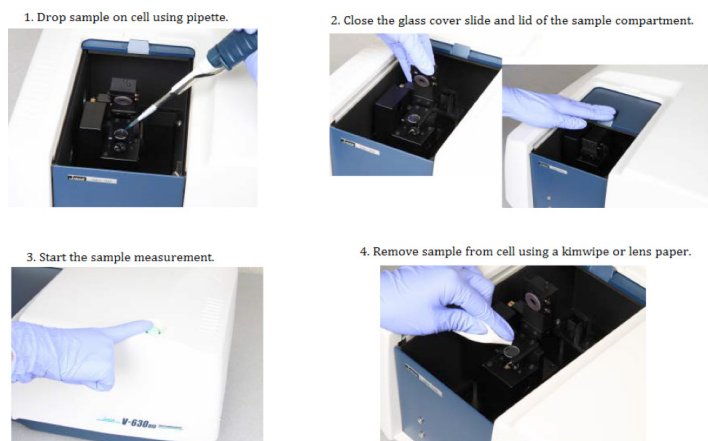 1. Drop sample on cell using pipette.
2. Close the glass cover slide and lid of the sample compartment.
3. Start the sample measurement.
V-630
4. Remove sample from cell using a kimwipe or lens paper.